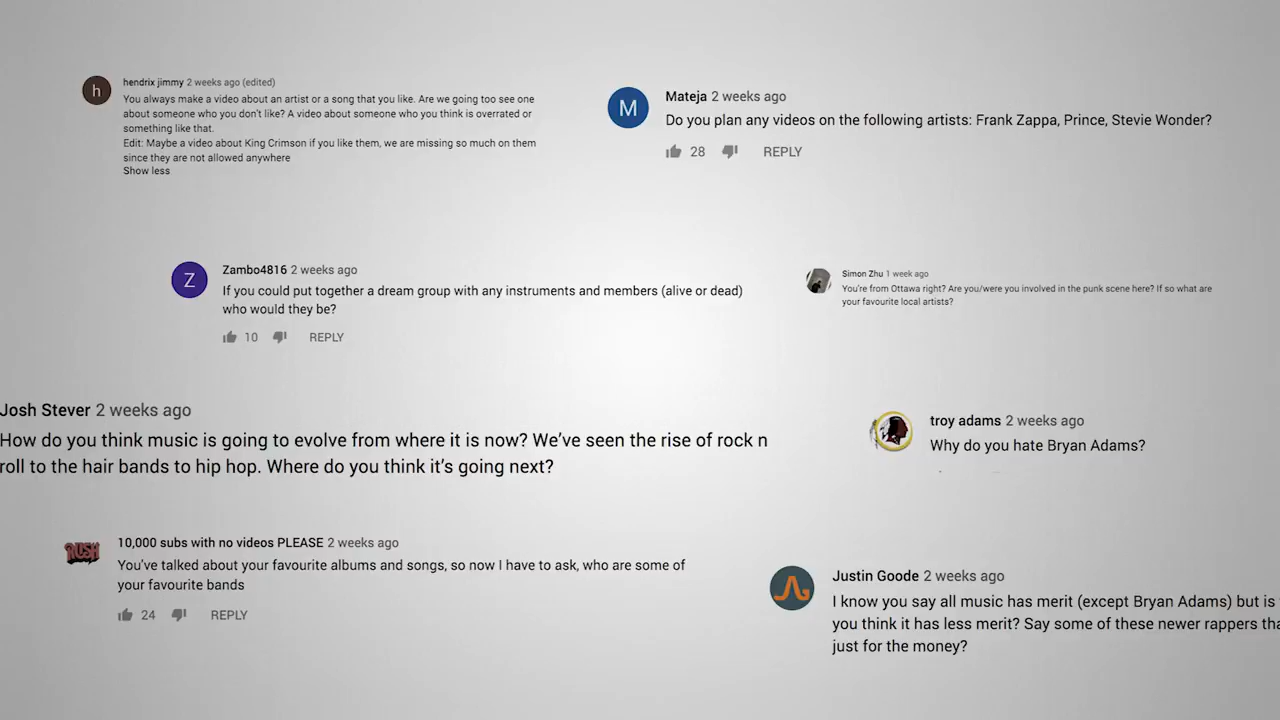 h
hendrix jimmy 2 weeks ago (edited)
You always make a video about an artist or a song that you like. Are we going too see one
about someone who you don't like? A video about someone who you think is overrated or
something like that.
Edit: Maybe a video about King Crimson if you like them, we are missing so much on them
since they are not allowed anywhere
Show less
M
Mateja 2 weeks ago
Do you plan any videos on the following artists: Frank Zappa, Prince, Stevie Wonder?
28 REPLY
Z
Zambo4816 2 weeks ago
If you could put together a dream group with any instruments and members (alive or dead)
who would they be?
10 REPLY
Simon Zhu 1 week ago
You're from Ottawa right? Are you/were you involved in the punk scene here? If so what are
your favourite local artists?
Josh Stever 2 weeks ago
How do you think music is going to evolve from where it is now? We've seen the rise of rock n
roll to the hair bands to hip hop. Where do you think it's going next?
troy adams 2 weeks ago
Why do you hate Bryan Adams?
RUSH
10,000 subs with no videos PLEASE 2 weeks ago
You've talked about your favourite albums and songs, so now I have to ask, who are some of
your favourite bands
24 REPLY
Justin Goode 2 weeks ago
I know you say all music has merit (except Bryan Adams) but is
you think it has less merit? Say some of these newer rappers
just for the money?